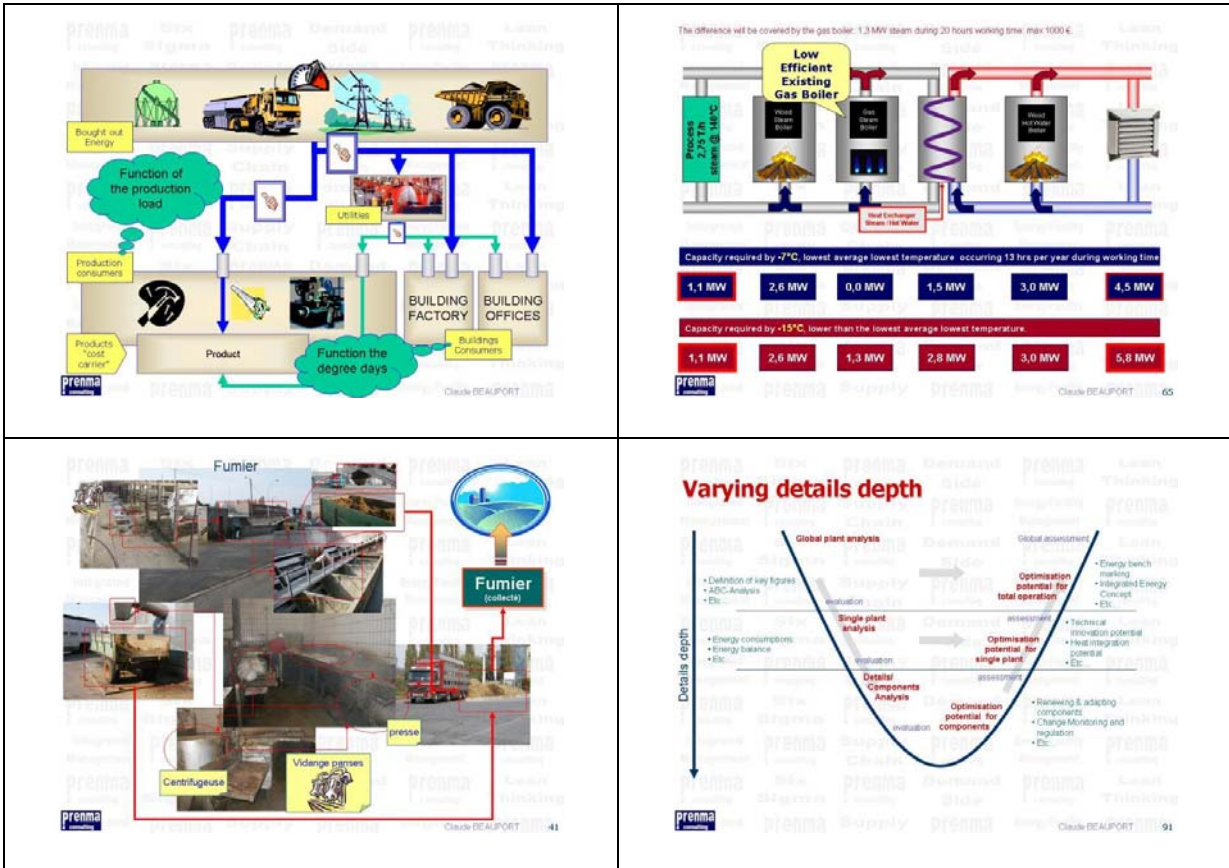 Bought out
Energy
Function of
the production
load
Utilities
Production
consumers
BUILDING
FACTORY
BUILDING
OFFICES
Products
"cost
carrier"
Product
Function the
degree days
Buildings
Consumers
prenma
consulting
Claude BEAUPORT
The difference will be covered by the gas boiler: 1,3 MW steam during 20 hours working time: max 1000 €.
Low
Efficient
Existing
Gas Boiler
Process
2,75 T/h
steam @ 140°C
Wood
Steam
Boiler
Gas
Steam
Boiler
Wood
Hot Water
Boiler
Heat Exchanger
Steam / Hot Water
Capacity required by -7°C, lowest average lowest temperature occurring 13 hrs per year during working time
1,1 MW 2,6 MW 0,0 MW 1,5 MW 3,0 MW 4,5 MW
Capacity required by -15°C, lower than the lowest average lowest temperature.
1,1 MW 2,6 MW 1,3 MW 2,8 MW 3,0 MW 5,8 MW
prenma
consulting
Claude BEAUPORT 65
Fumier
Fumier
(collecté)
presse
Centrifugeuse
Vidange panses
prenma
consulting
Claude BEAUPORT 41
Varying details depth
Details depth
Global plant analysis
Global assessment
• Definition of key figures
• ABC-Analysis
• Etc...
evaluation
Optimisation
potential for
total operation
• Energy bench
marking
• Integrated Energy
Concept
• Etc...
assessment
Single plant
analysis
• Energy consumptions
• Energy balance
• Etc...
evaluation
Optimisation
potential for
single plant
• Technical
innovation potential
• Heat integration
potential
• Etc...
assessment
Details/
Components
Analysis
evaluation
Optimisation
potential for
components
• Renewing & adapting
components
• Change Monitoring and
regulation
• Etc...
prenma
consulting
Claude BEAUPORT 91